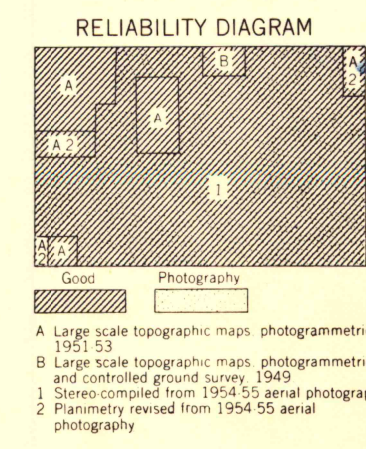 RELIABILITY DIAGRAM
A
B
A
2
A
A 2
1
A
2
A
Good Photography
A Large scale topographic maps, photogrammetri
1951-53
B Large scale topographic maps, photogrammetri
and controlled ground survey, 1949
1 Stereo-compiled from 1954-55 aerial photograp
2 Planimetry revised from 1954-55 aerial
photography